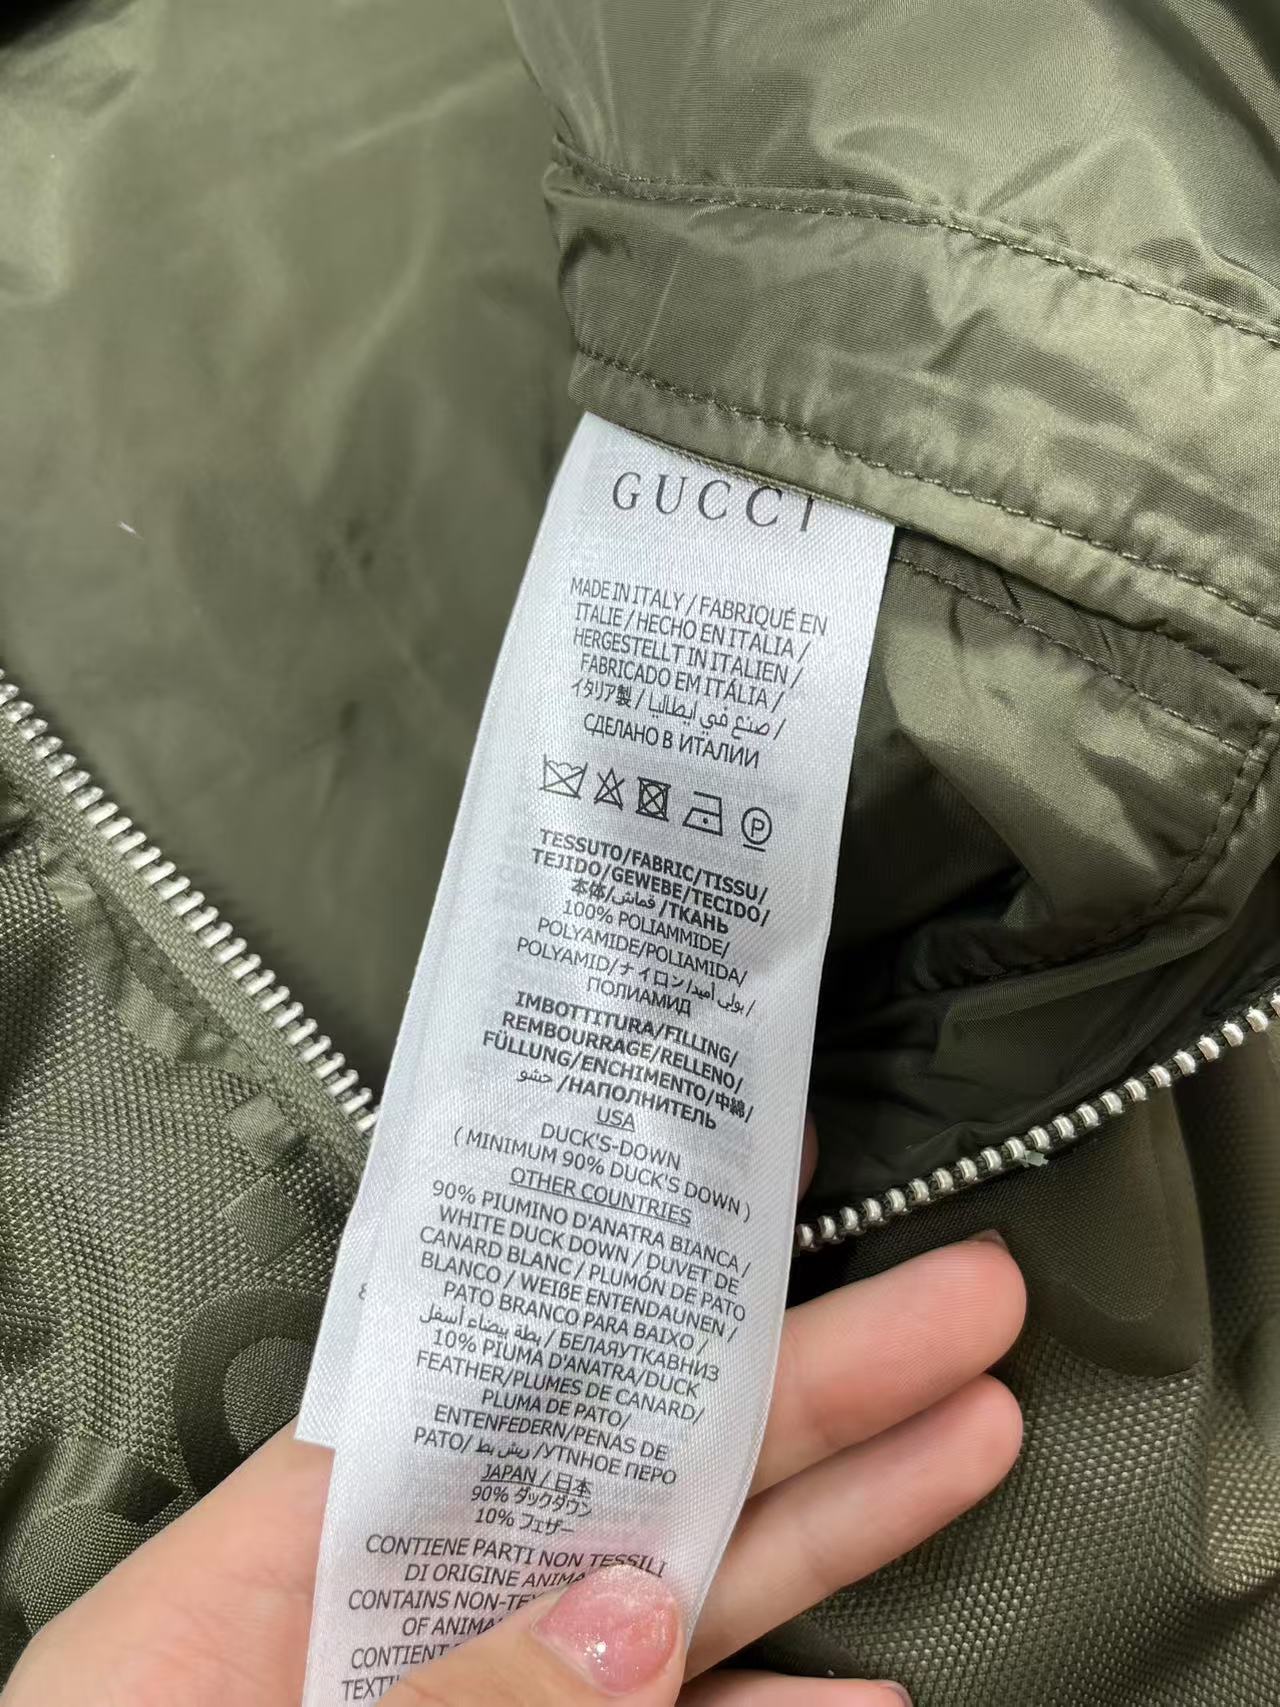 GUCCI
MADE IN ITALY / FABRIQUÉ EN
ITALIE / HECHO EN ITALIA /
HERGESTELLT IN ITALIEN /
FABRICADO EM ITÁLIA /
イタリア製 / صنع في ايطاليا /
СДЕЛАНО В ИТАЛИИ
P
TESSUTO/FABRIC/TISSU/
TEJIDO/GEWEBE/TECIDO/
本体/قماش/ТКАНЬ
100% POLIAMMIDE/
POLYAMIDE/POLIAMIDA/
POLYAMID/ナイロン/بولي أميد/
ПОЛИАМИД
IMBOTTITURA/FILLING/
REMBOURRAGE/RELLENO/
FÜLLUNG/ENCHIMENTO/中綿/
حشو /НАПОЛНИТЕЛЬ
USA
DUCK'S-DOWN
( MINIMUM 90% DUCK'S DOWN )
OTHER COUNTRIES
90% PIUMINO D'ANATRA BIANCA /
WHITE DUCK DOWN / DUVET DE
CANARD BLANC / PLUMÓN DE PATO
BLANCO / WEIßE ENTENDAUNEN /
PATO BRANCO PARA BAIXO /
بطة بيضاء أسفل / БЕЛАЯУТКАВНИЗ
10% PIUMA D'ANATRA/DUCK
FEATHER/PLUMES DE CANARD/
PLUMA DE PATO/
ENTENFEDERN/PENAS DE
PATO/ ريش بط /УТНОЕ ПЕРО
JAPAN / 日本
90% ダックダウン
10% フェザー
CONTIENE PARTI NON TESSILI
DI ORIGINE ANIMA
CONTAINS NON-TEX
OF ANIMA
CONTIENT
TEXTI